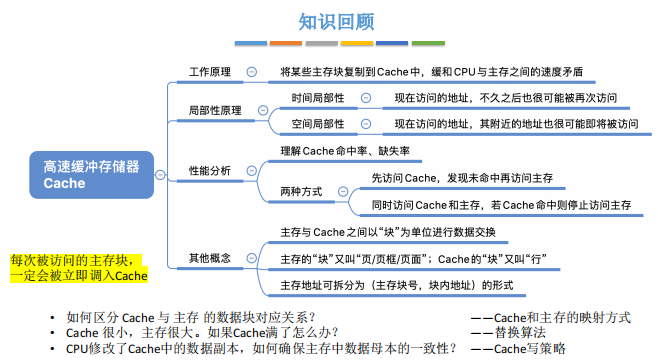 知识回顾
工作原理
将某些主存块复制到Cache中，缓和CPU与主存之间的速度矛盾
局部性原理
时间局部性
现在访问的地址，不久之后也很可能被再次访问
空间局部性
现在访问的地址，其附近的地址也很可能即将被访问
高速缓冲存储器
Cache
性能分析
理解Cache命中率、缺失率
两种方式
先访问Cache，发现未命中再访问主存
同时访问Cache和主存，若Cache命中则停止访问主存
其他概念
主存与Cache之间以“块”为单位进行数据交换
主存的“块”又叫“页/页框/页面”；Cache的“块”又叫“行”
主存地址可拆分为（主存块号，块内地址）的形式
每次被访问的主存块，
一定会被立即调入Cache
• 如何区分 Cache 与 主存 的数据块对应关系？ ——Cache和主存的映射方式
• Cache 很小，主存很大。如果Cache满了怎么办？ ——替换算法
• CPU修改了Cache中的数据副本，如何确保主存中数据母本的一致性？ ——Cache写策略